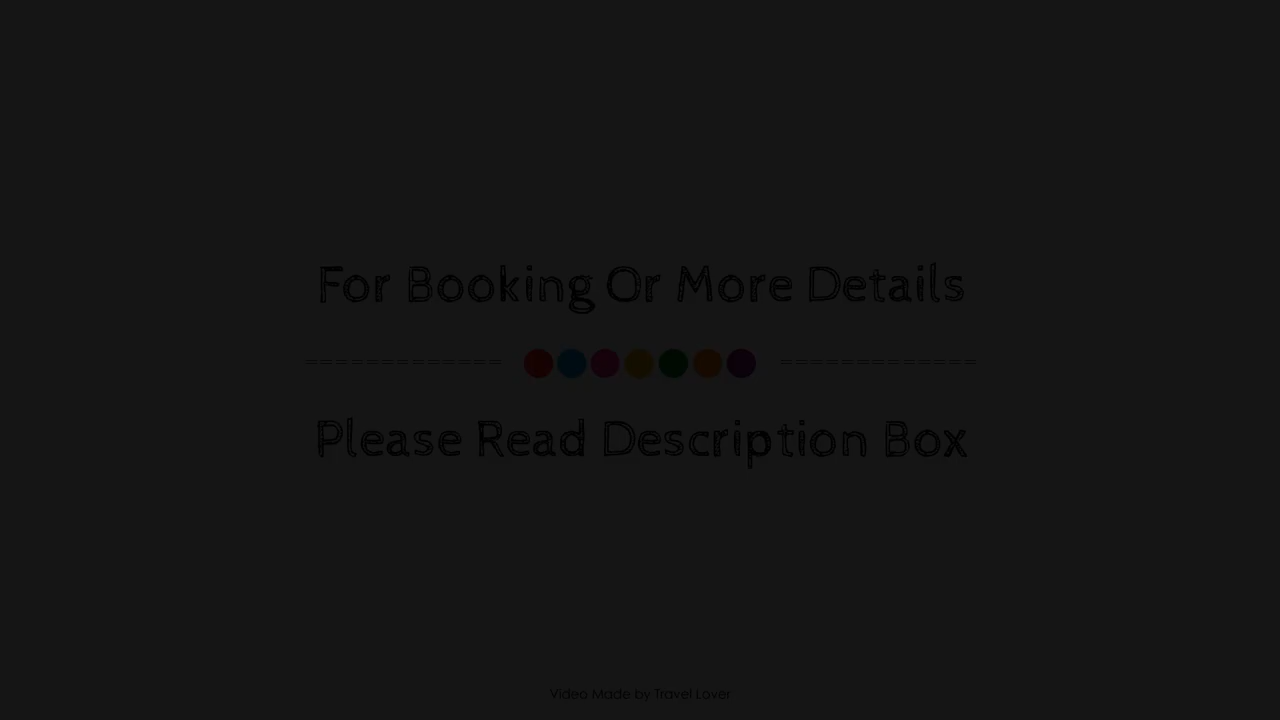 For Booking Or More Details
============= =============
Please Read Description Box
Video Made by Travel Lover